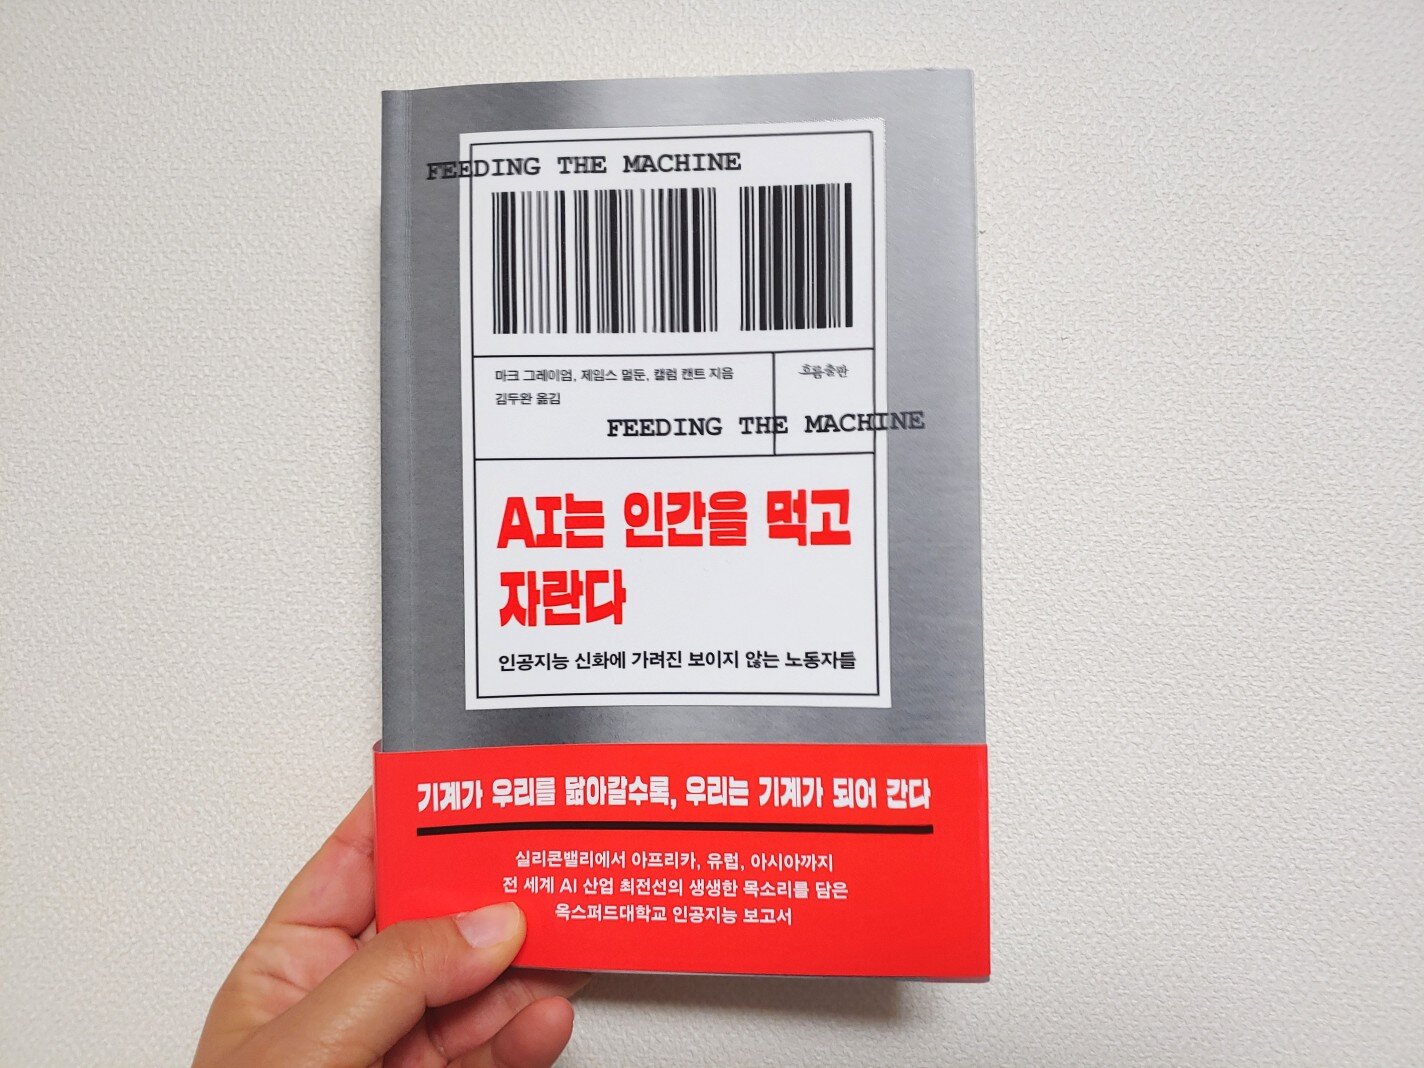 FEEDING THE MACHINE
마크 그레이엄, 제임스 멀둔, 캘럼 캔트 지음
김두완 옮김
흐름출판
FEEDING THE MACHINE
AI는 인간을 먹고
자란다
인공지능 신화에 가려진 보이지 않는 노동자들
기계가 우리를 닮아갈수록, 우리는 기계가 되어 간다
실리콘밸리에서 아프리카, 유럽, 아시아까지
전 세계 AI 산업 최전선의 생생한 목소리를 담은
옥스퍼드대학교 인공지능 보고서